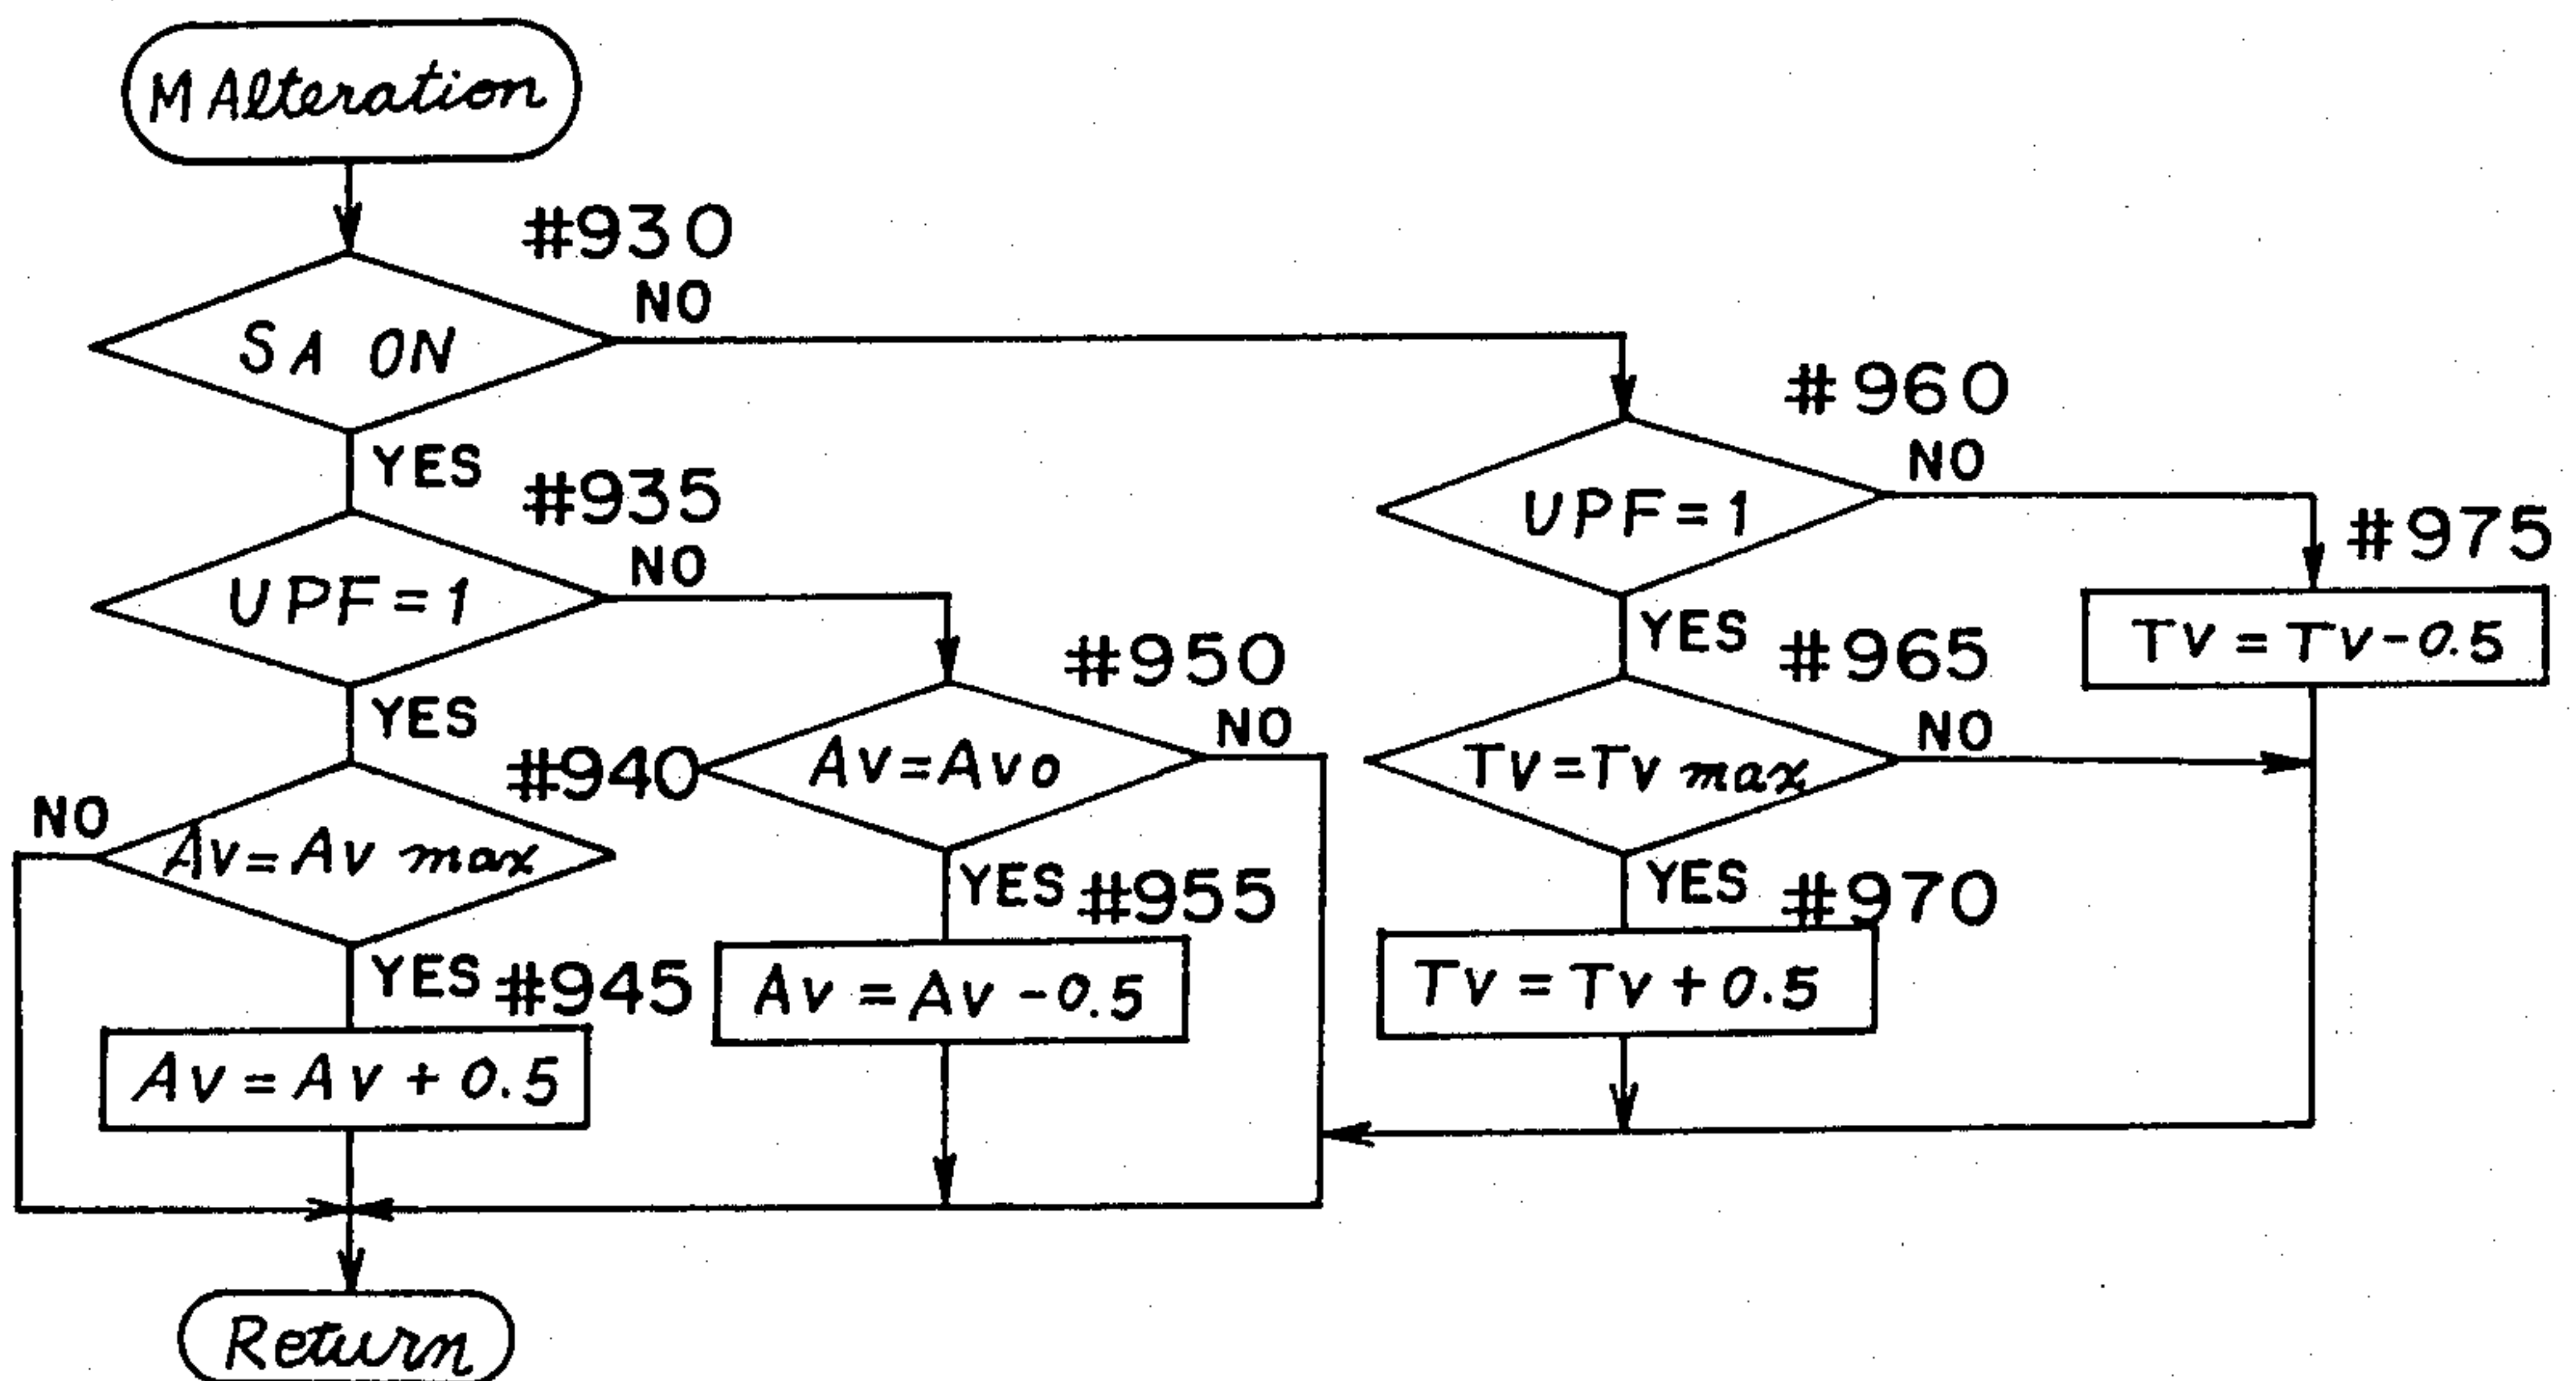 M Alteration
#930
NO
SA ON
#960
YES
NO
#935
UPF=1
#975
NO
UPF=1
YES
Tv=Tv-0.5
#950
#965
YES
NO
NO
#940
Av=Avo
Tv=Tv max
NO
Av=Av max
YES
#955
YES
#970
YES
#945
Av=Av-0.5
Tv=Tv+0.5
Av=Av+0.5
Return